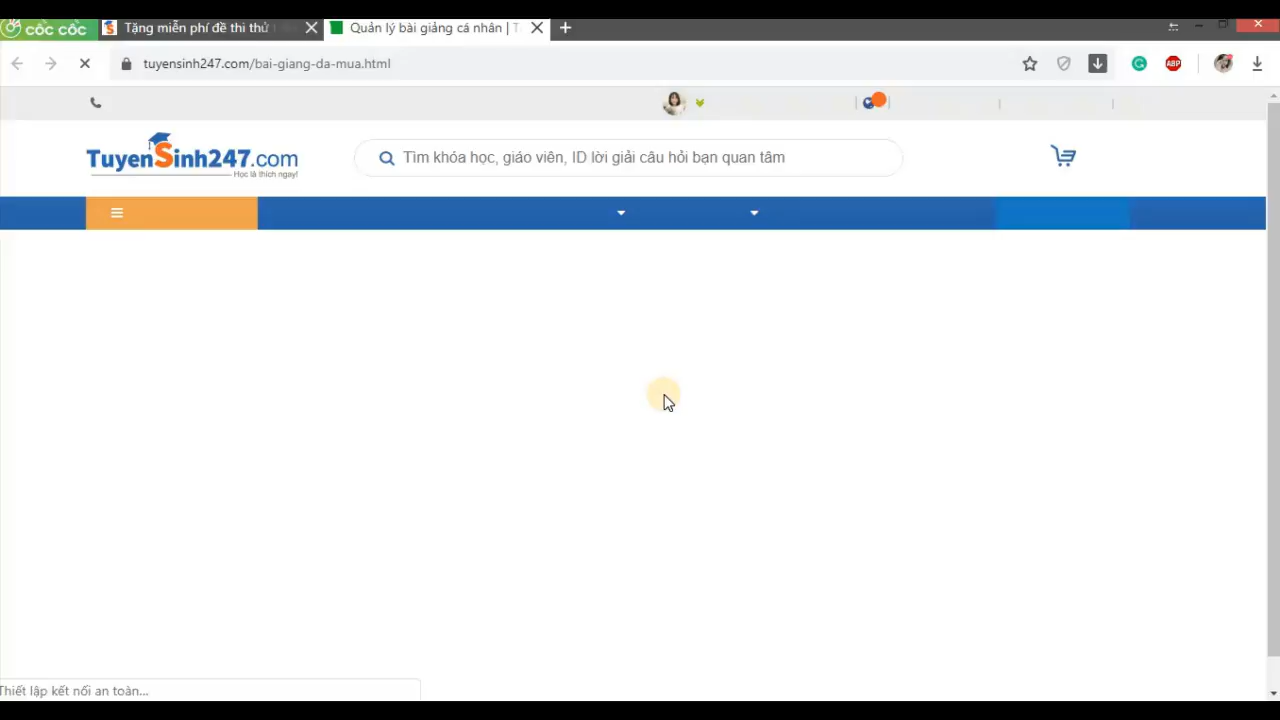 cốc cốc
Tặng miễn phí đề thi thử
Quản lý bài giảng cá nhân | T
tuyensinh247.com/bai-giang-da-mua.html
ABP
TuyenSinh247.com
Học là thích ngay!
Tìm khóa học, giáo viên, ID lời giải câu hỏi bạn quan tâm
Thiết lập kết nối an toàn...